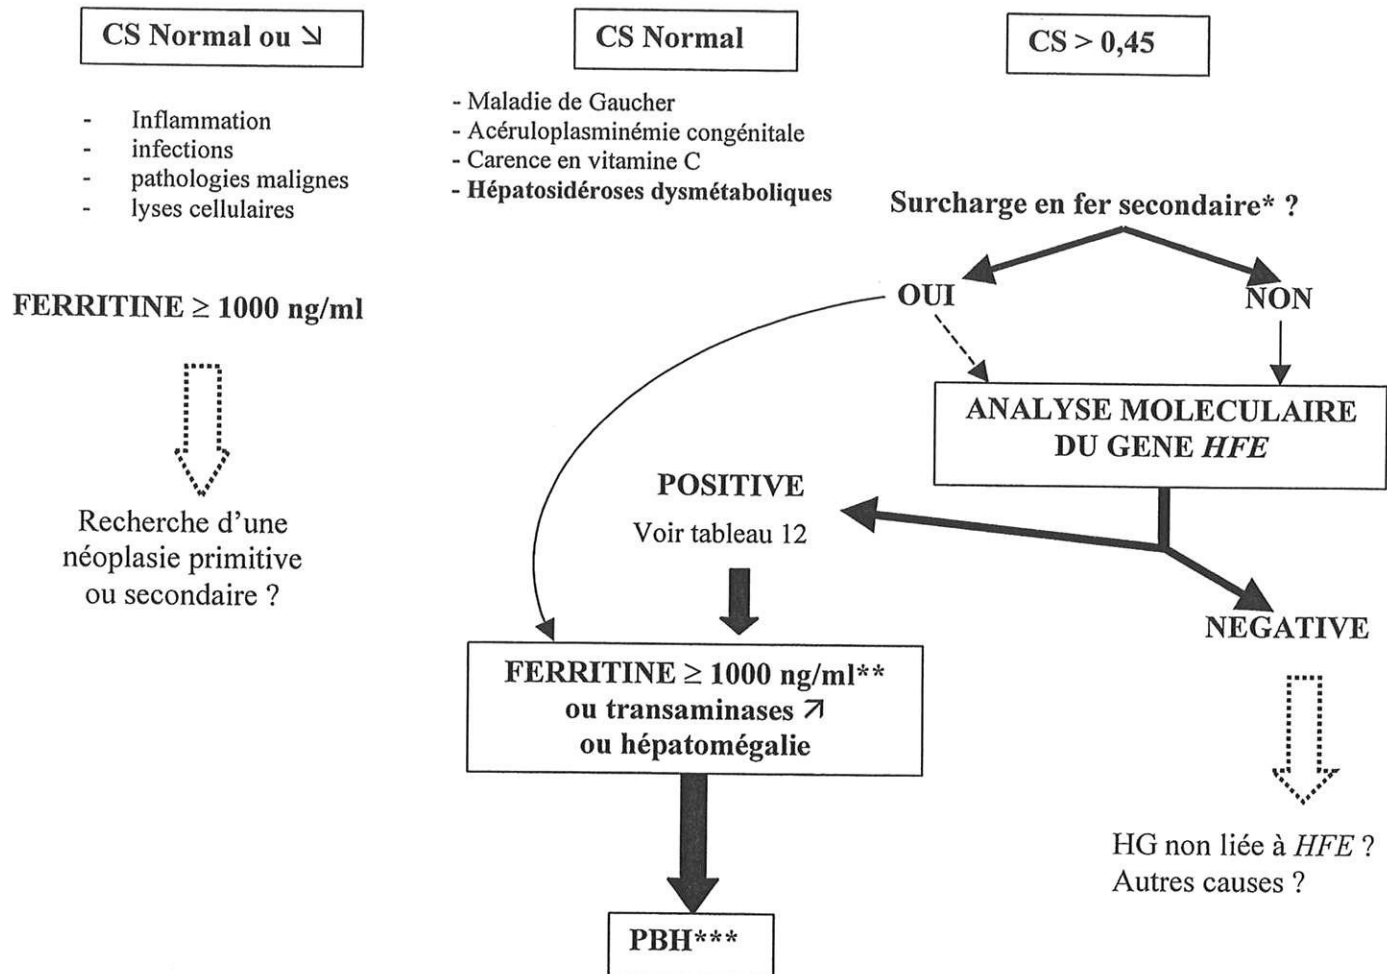 CS Normal ou ↘
- Inflammation
- infections
- pathologies malignes
- lyses cellulaires
FERRITINE ≥ 1000 ng/ml
Recherche d’une
néoplasie primitive
ou secondaire ?
CS Normal
- Maladie de Gaucher
- Acéruloplasminémie congénitale
- Carence en vitamine C
- Hépatosidéroses dysmétaboliques
CS > 0,45
Surcharge en fer secondaire* ?
OUI
NON
ANALYSE MOLECULAIRE
DU GENE HFE
POSITIVE
Voir tableau 12
NEGATIVE
FERRITINE ≥ 1000 ng/ml**
ou transaminases ↗
ou hépatomégalie
HG non liée à HFE ?
Autres causes ?
PBH***